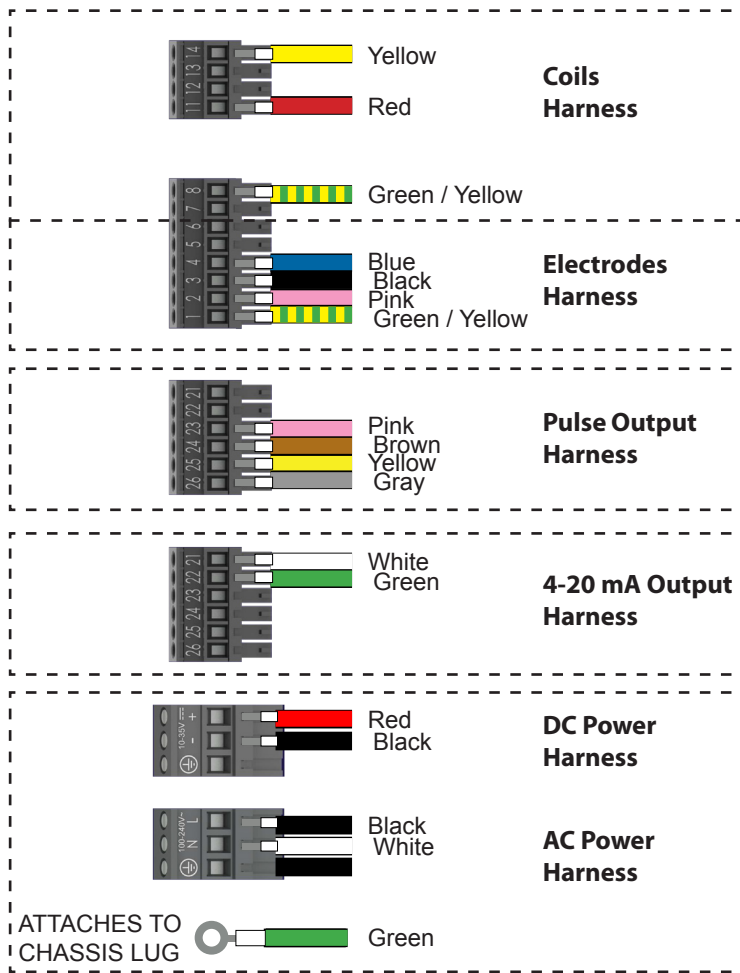 14 13 12 11
Yellow
Red
Coils
Harness
8 7 6 5 4 3 2 1
Green / Yellow
Blue
Black
Pink
Green / Yellow
Electrodes
Harness
26 25 24 23 22 21
Pink
Brown
Yellow
Gray
Pulse Output
Harness
26 25 24 23 22 21
White
Green
4-20 mA Output
Harness
10-35V
- +
Red
Black
DC Power
Harness
100-240V~
N L
Black
White
AC Power
Harness
ATTACHES TO
CHASSIS LUG
Green